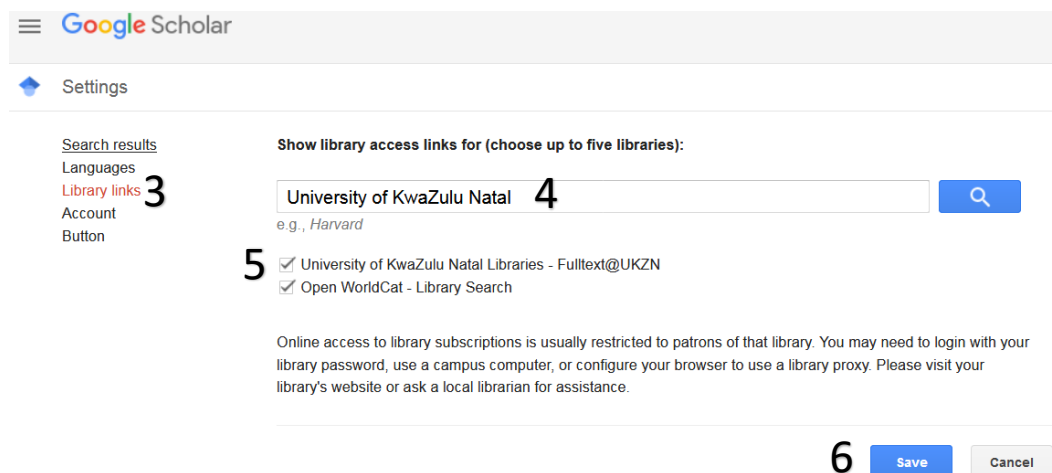 Google Scholar
Settings
Search results
Languages
Library links 3
Account
Button
Show library access links for (choose up to five libraries):
University of KwaZulu Natal 4
e.g., Harvard
5 University of KwaZulu Natal Libraries - Fulltext@UKZN
Open WorldCat - Library Search
Online access to library subscriptions is usually restricted to patrons of that library. You may need to login with your
library password, use a campus computer, or configure your browser to use a library proxy. Please visit your
library's website or ask a local librarian for assistance.
6 Save Cancel